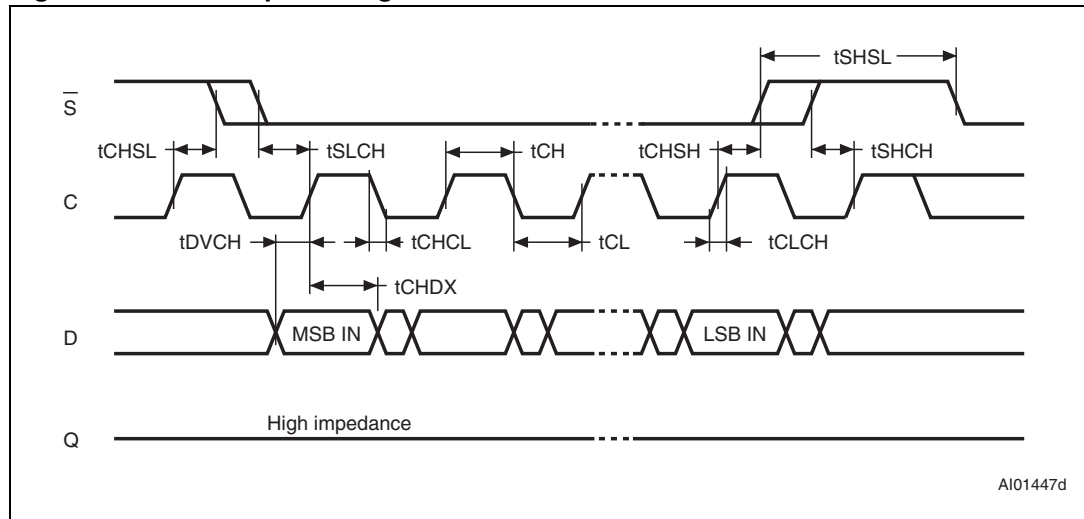 tSHSL
S̅
tCHSL tSLCH tCH tCHSH tSHCH
C
tDVCH tCHCL tCL tCLCH
tCHDX
D MSB IN LSB IN
High impedance
Q
AI01447d